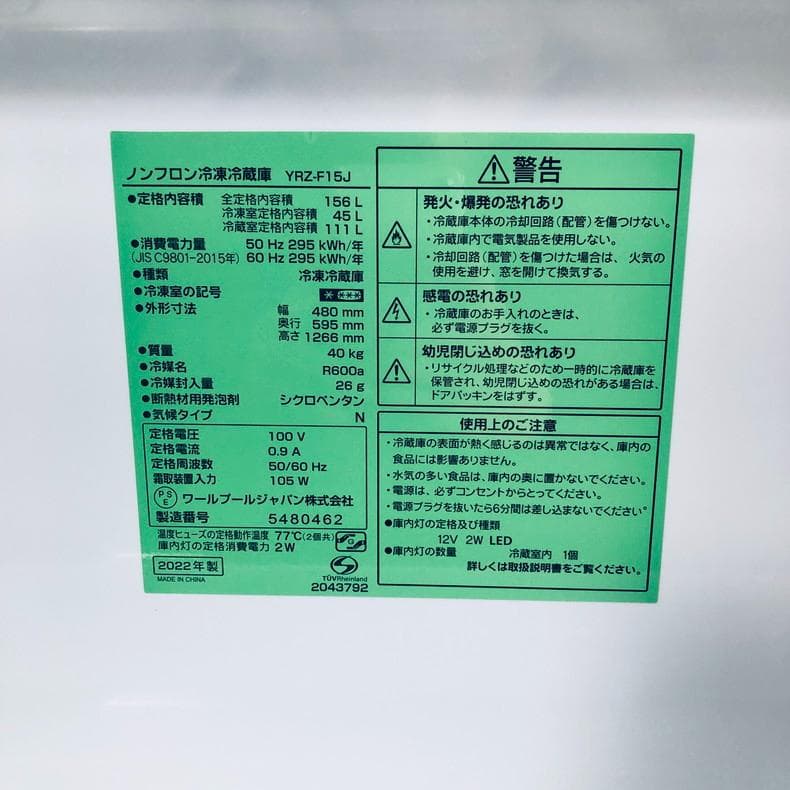 ノンフロン冷凍冷蔵庫 YRZ-F15J
●定格内容積 全定格内容積 156 L
冷凍室定格内容積 45 L
冷蔵室定格内容積 111 L
●消費電力量 50 Hz 295 kWh/年
(JIS C9801-2015年) 60 Hz 295 kWh/年
●種類 冷凍冷蔵庫
●冷凍室の記号
●外形寸法 幅 480 mm
奥行 595 mm
高さ 1266 mm
●質量 40 kg
●冷媒名 R600a
●冷媒封入量 26 g
●断熱材用発泡剤 シクロペンタン
●気候タイプ N
定格電圧 100 V
定格電流 0.9 A
定格周波数 50/60 Hz
霜取装置入力 105 W
PSE ワールプールジャパン株式会社
製造番号 5480462
温度ヒューズの定格動作温度 77℃(2個共)
庫内灯の定格消費電力 2W
2022年製
MADE IN CHINA
TÜVRheinland
2043792
警告
発火・爆発の恐れあり
・冷蔵庫本体の冷却回路(配管)を傷つけない。
・冷蔵庫内で電気製品を使用しない。
・冷却回路(配管)を傷つけた場合は、火気の
使用を避け、窓を開けて換気する。
感電の恐れあり
・冷蔵庫のお手入れのときは、
必ず電源プラグを抜く。
幼児閉じ込めの恐れあり
・リサイクル処理などのため一時的に冷蔵庫を
保管され、幼児閉じ込めの恐れがある場合は、
ドアパッキンをはずす。
使用上のご注意
・冷蔵庫の表面が熱く感じるのは異常ではなく、庫内の
食品には影響ありません。
・水気の多い食品は、庫内の奥に置かないでください。
・電源は、必ずコンセントからとってください。
・電源プラグを抜いたら6分間は差し込まないでください。
●庫内灯の定格及び種類
12V 2W LED
●庫内灯の数量 冷蔵室内 1個
詳しくは取扱説明書をご覧ください。